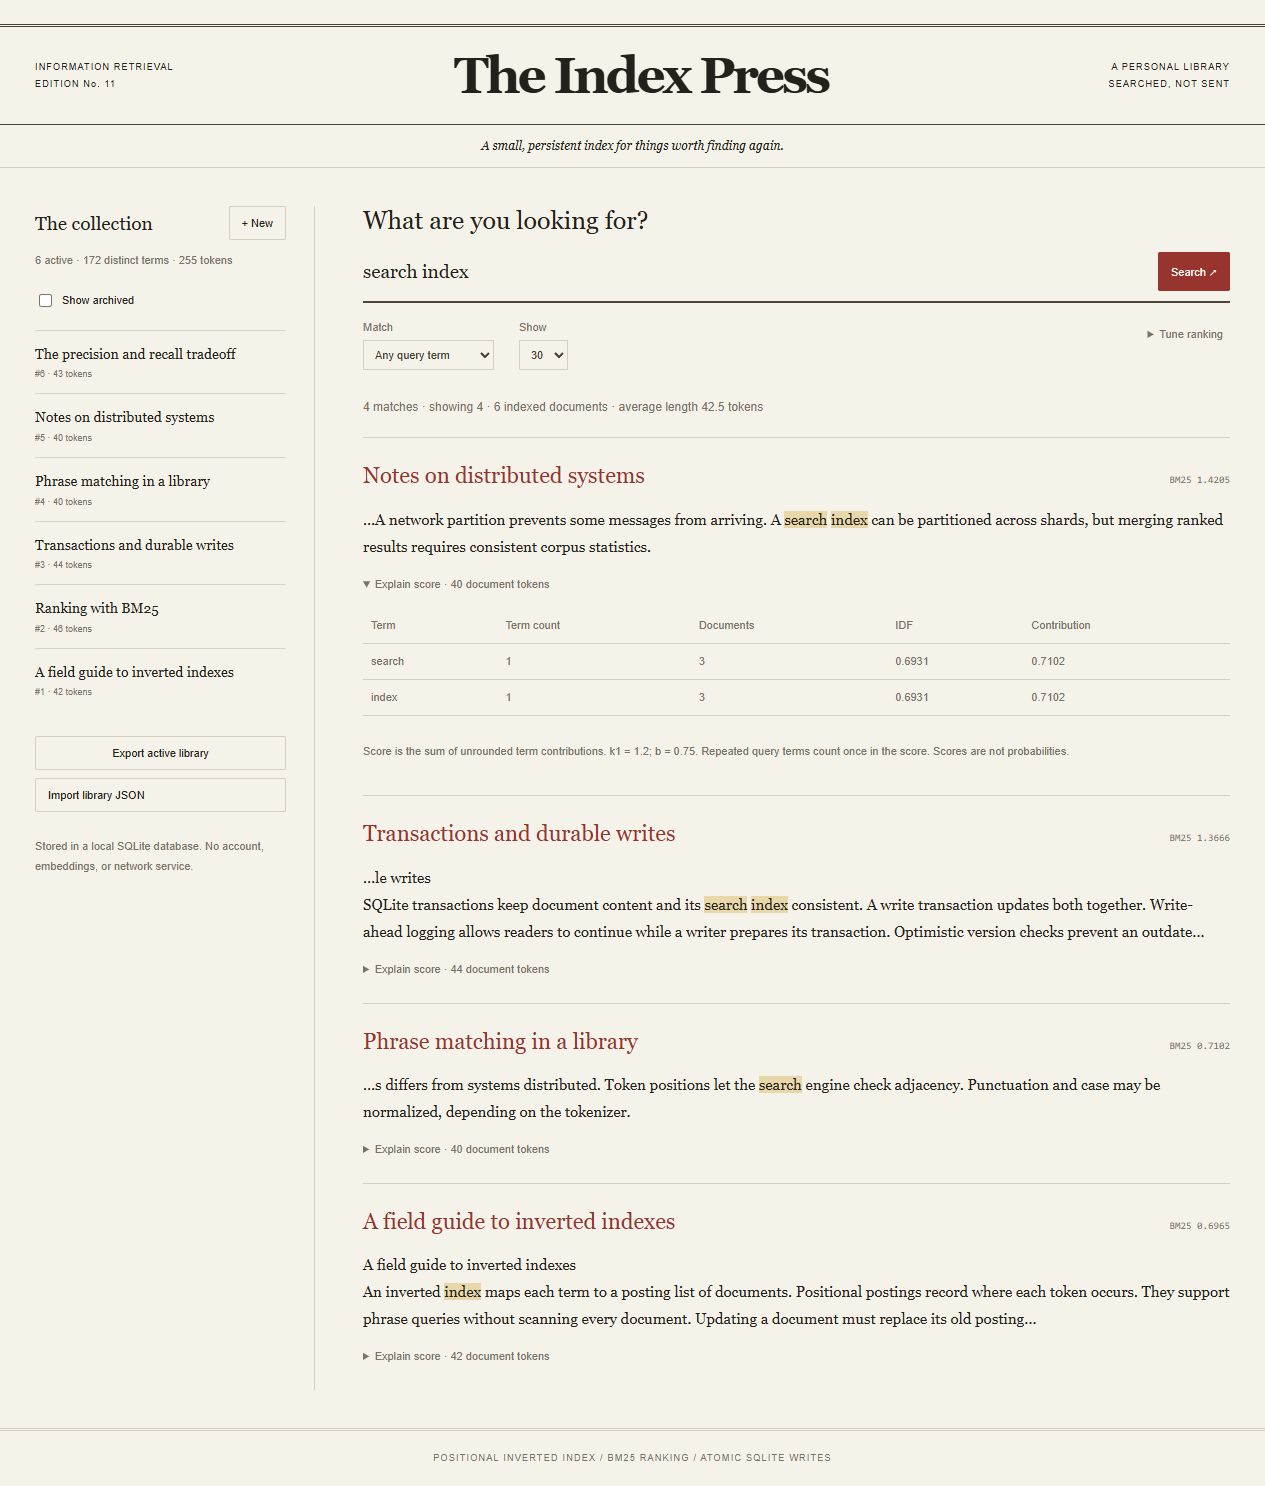 INFORMATION RETRIEVAL
EDITION No. 11
The Index Press
A PERSONAL LIBRARY
SEARCHED, NOT SENT
A small, persistent index for things worth finding again.
The collection
+ New
6 active · 172 distinct terms · 255 tokens
Show archived
The precision and recall tradeoff
#6 · 43 tokens
Notes on distributed systems
#5 · 40 tokens
Phrase matching in a library
#4 · 40 tokens
Transactions and durable writes
#3 · 44 tokens
Ranking with BM25
#2 · 46 tokens
A field guide to inverted indexes
#1 · 42 tokens
Export active library
Import library JSON
Stored in a local SQLite database. No account,
embeddings, or network service.
What are you looking for?
search index
Search ↗
Match
Show
Any query term
30
▶ Tune ranking
4 matches · showing 4 · 6 indexed documents · average length 42.5 tokens
Notes on distributed systems
BM25 1.4205
…A network partition prevents some messages from arriving. A search index can be partitioned across shards, but merging ranked
results requires consistent corpus statistics.
▼ Explain score · 40 document tokens
Term Term count Documents IDF Contribution
search 1 3 0.6931 0.7102
index 1 3 0.6931 0.7102
Score is the sum of unrounded term contributions. k1 = 1.2; b = 0.75. Repeated query terms count once in the score. Scores are not probabilities.
Transactions and durable writes
BM25 1.3666
…le writes
SQLite transactions keep document content and its search index consistent. A write transaction updates both together. Write-
ahead logging allows readers to continue while a writer prepares its transaction. Optimistic version checks prevent an outdate…
▶ Explain score · 44 document tokens
Phrase matching in a library
BM25 0.7102
…s differs from systems distributed. Token positions let the search engine check adjacency. Punctuation and case may be
normalized, depending on the tokenizer.
▶ Explain score · 40 document tokens
A field guide to inverted indexes
BM25 0.6965
A field guide to inverted indexes
An inverted index maps each term to a posting list of documents. Positional postings record where each token occurs. They support
phrase queries without scanning every document. Updating a document must replace its old posting…
▶ Explain score · 42 document tokens
POSITIONAL INVERTED INDEX / BM25 RANKING / ATOMIC SQLITE WRITES